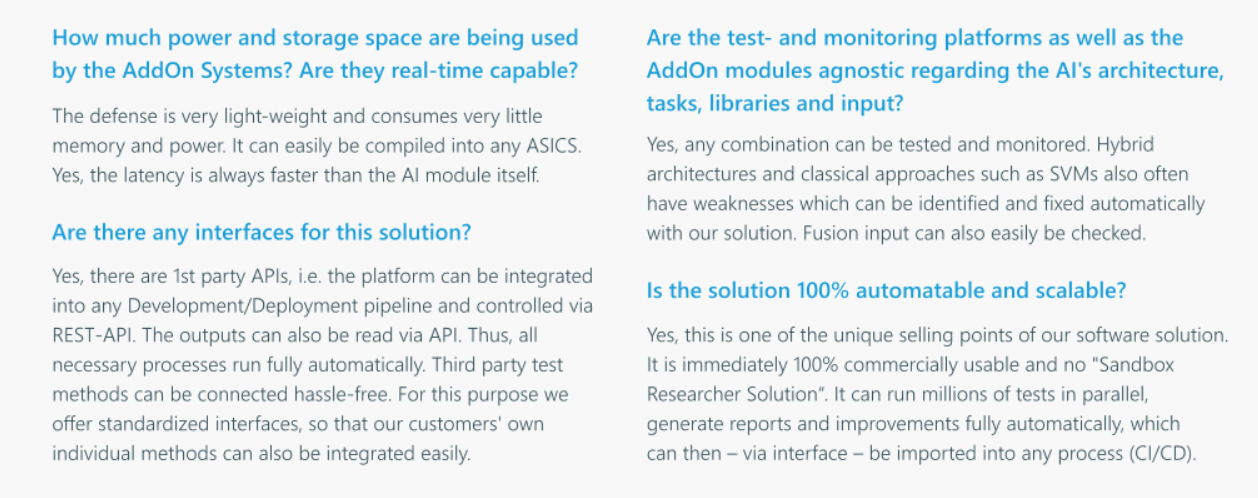 How much power and storage space are being used
by the AddOn Systems? Are they real-time capable?
The defense is very light-weight and consumes very little
memory and power. It can easily be compiled into any ASICS.
Yes, the latency is always faster than the AI module itself.
Are there any interfaces for this solution?
Yes, there are 1st party APIs, i.e. the platform can be integrated
into any Development/Deployment pipeline and controlled via
REST-API. The outputs can also be read via API. Thus, all
necessary processes run fully automatically. Third party test
methods can be connected hassle-free. For this purpose we
offer standardized interfaces, so that our customers' own
individual methods can also be integrated easily.
Are the test- and monitoring platforms as well as the
AddOn modules agnostic regarding the AI's architecture,
tasks, libraries and input?
Yes, any combination can be tested and monitored. Hybrid
architectures and classical approaches such as SVMs also often
have weaknesses which can be identified and fixed automatically
with our solution. Fusion input can also easily be checked.
Is the solution 100% automatable and scalable?
Yes, this is one of the unique selling points of our software solution.
It is immediately 100% commercially usable and no "Sandbox
Researcher Solution“. It can run millions of tests in parallel,
generate reports and improvements fully automatically, which
can then – via interface – be imported into any process (CI/CD).